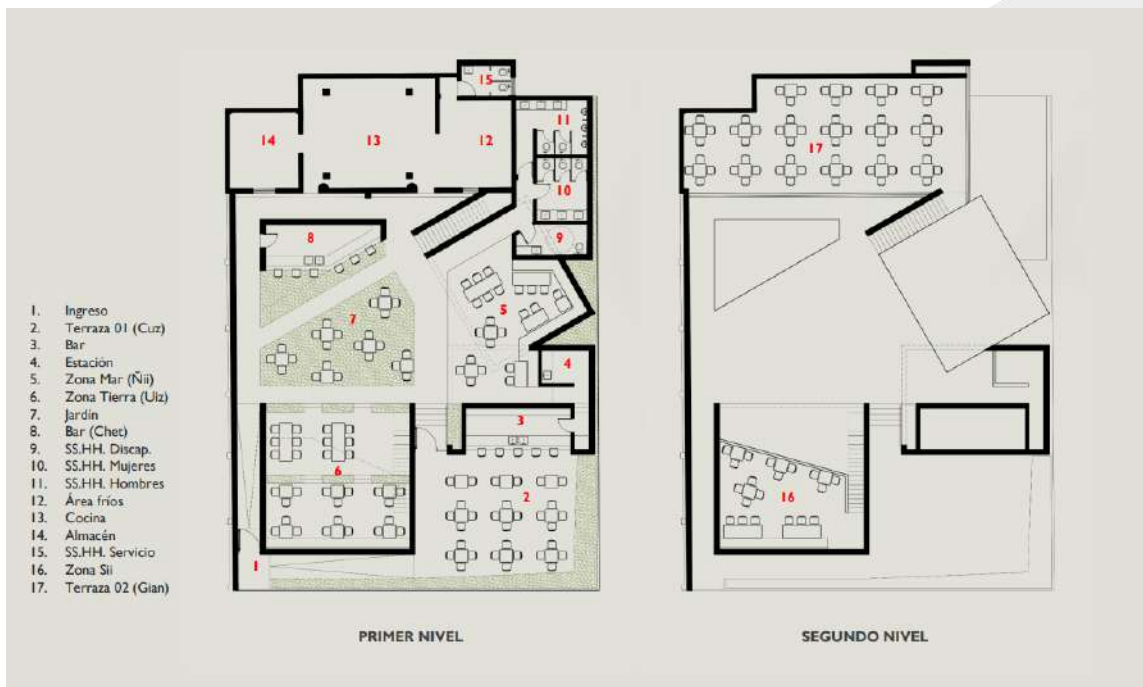 1. Ingreso
2. Terraza 01 (Cuz)
3. Bar
4. Estación
5. Zona Mar (Ñii)
6. Zona Tierra (Uiz)
7. Jardín
8. Bar (Chet)
9. SS.HH. Discap.
10. SS.HH. Mujeres
11. SS.HH. Hombres
12. Área fríos
13. Cocina
14. Almacén
15. SS.HH. Servicio
16. Zona Sii
17. Terraza 02 (Gian)
15
11
14
13
12
10
8
9
5
7
4
3
6
2
1
PRIMER NIVEL
17
16
SEGUNDO NIVEL